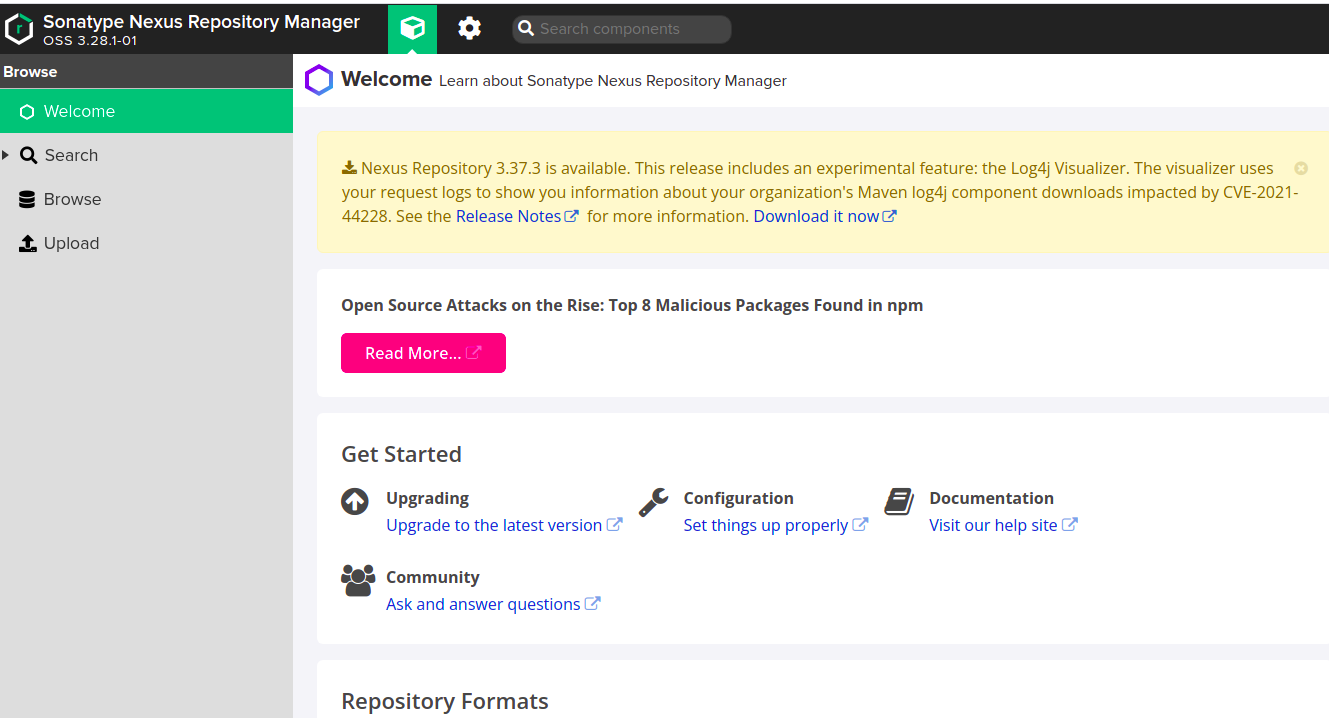 Sonatype Nexus Repository Manager
OSS 3.28.1-01
Search components
Browse
Welcome
Search
Browse
Upload
Welcome Learn about Sonatype Nexus Repository Manager
Nexus Repository 3.37.3 is available. This release includes an experimental feature: the Log4j Visualizer. The visualizer uses
your request logs to show you information about your organization's Maven log4j component downloads impacted by CVE-2021-
44228. See the Release Notes for more information. Download it now
Open Source Attacks on the Rise: Top 8 Malicious Packages Found in npm
Read More...
Get Started
Upgrading
Upgrade to the latest version
Configuration
Set things up properly
Documentation
Visit our help site
Community
Ask and answer questions
Repository Formats